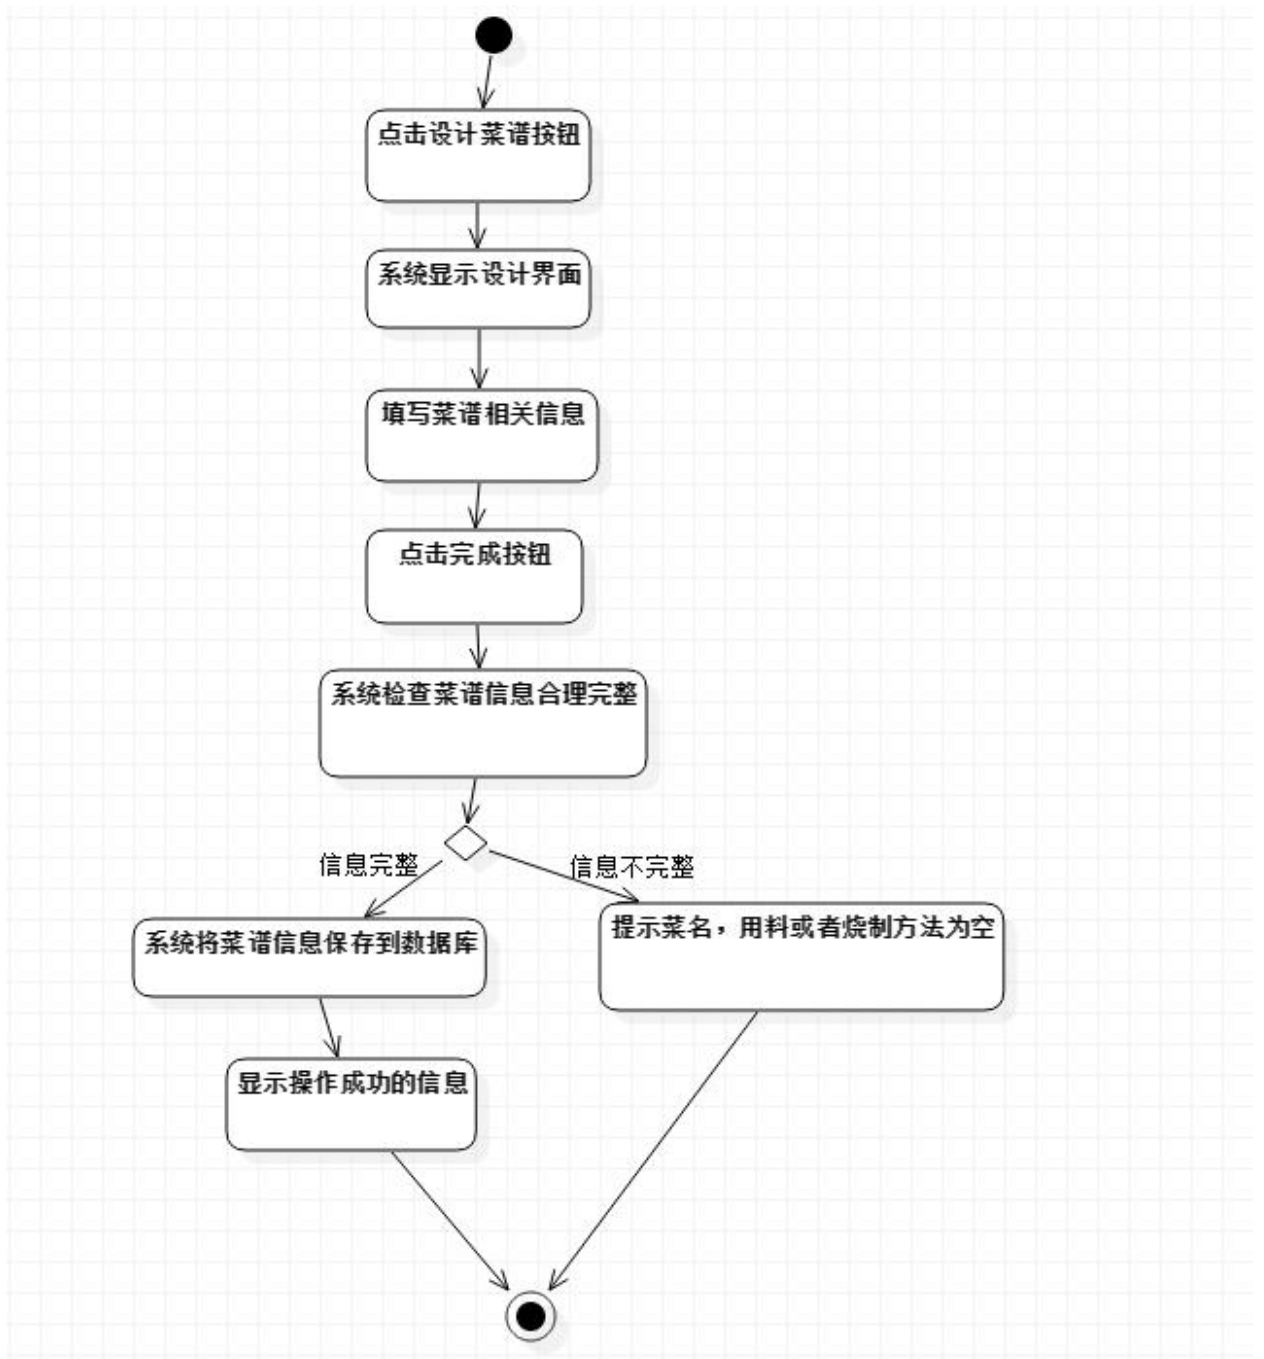 点击设计菜谱按钮
系统显示设计界面
填写菜谱相关信息
点击完成按钮
系统检查菜谱信息合理完整
信息完整
信息不完整
系统将菜谱信息保存到数据库
提示菜名，用料或者烧制方法为空
显示操作成功的信息